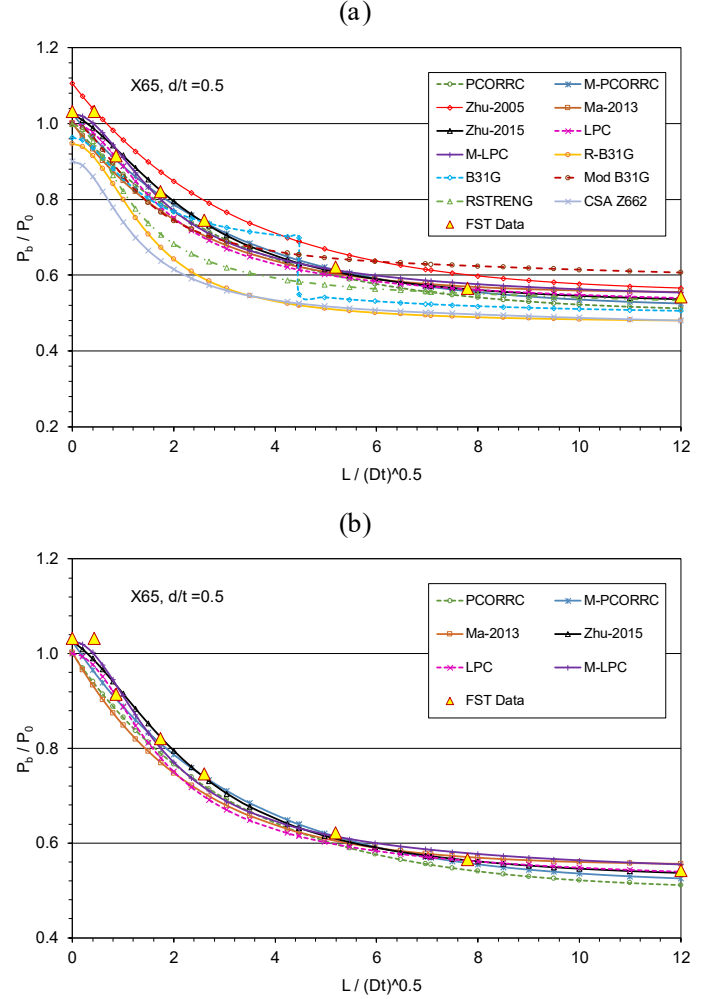 (a)
1.2
1.0
0.8
0.6
0.4
0.2
P_b / P_0
X65, d/t =0.5
PCORRC M-PCORRC
Zhu-2005 Ma-2013
Zhu-2015 LPC
M-LPC R-B31G
B31G Mod B31G
RSTRENG CSA Z662
FST Data
0 2 4 6 8 10 12
L / (Dt)^0.5
(b)
1.2
1.0
0.8
0.6
0.4
P_b / P_0
X65, d/t =0.5
PCORRC M-PCORRC
Ma-2013 Zhu-2015
LPC M-LPC
FST Data
0 2 4 6 8 10 12
L / (Dt)^0.5